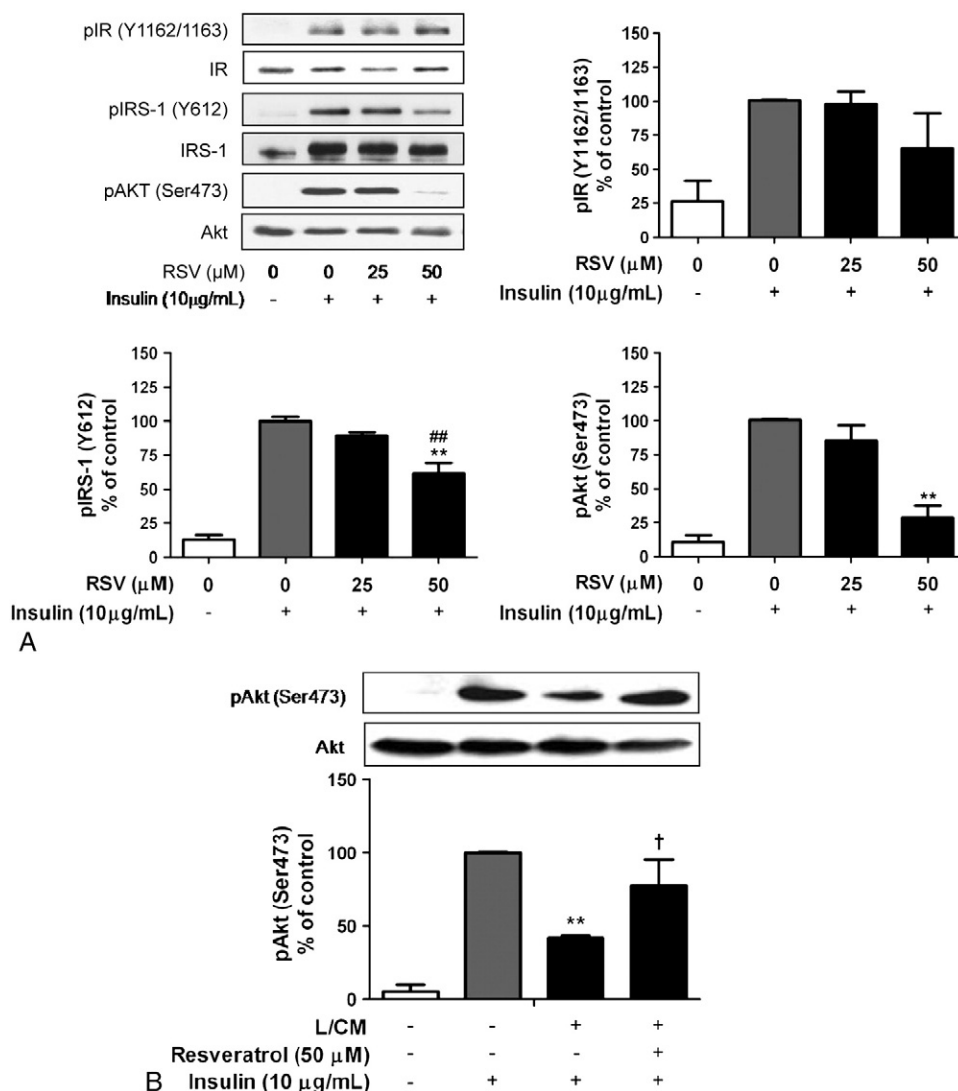 pIR (Y1162/1163)
IR
pIRS-1 (Y612)
IRS-1
pAKT (Ser473)
Akt
RSV (μM) 0 0 25 50
Insulin (10μg/mL) - + + +
pIR (Y1162/1163)
% of control
150
100
75
50
25
0
RSV (μM) 0 0 25 50
Insulin (10μg/mL) - + + +
pIRS-1 (Y612)
% of control
150
100
75
50
25
0
##
**
RSV (μM) 0 0 25 50
Insulin (10μg/mL) - + + +
pAkt (Ser473)
% of control
150
100
75
50
25
0
**
RSV (μM) 0 0 25 50
Insulin (10μg/mL) - + + +
A
pAkt (Ser473)
Akt
pAkt (Ser473)
% of control
150
100
50
0
**
†
L/CM - - + +
Resveratrol (50 μM) - - - +
Insulin (10 μg/mL) - + + +
B